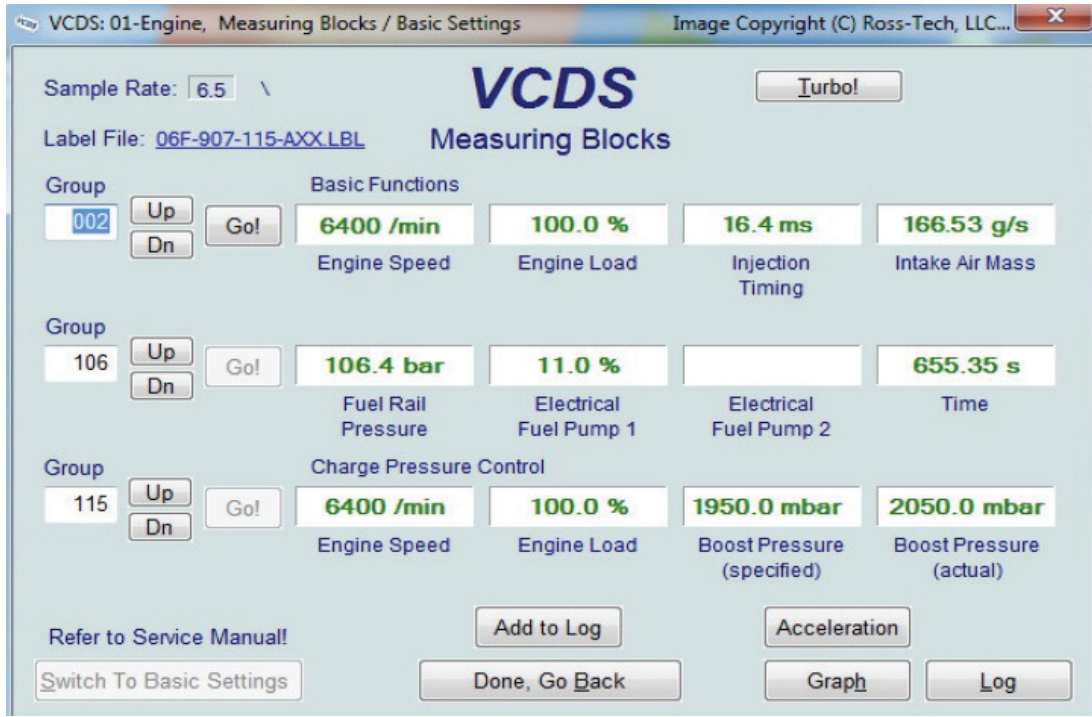 VCDS: 01-Engine, Measuring Blocks / Basic Settings Image Copyright (C) Ross-Tech, LLC...
Sample Rate: 6.5 \
VCDS
Turbo!
Label File: 06F-907-115-AXX.LBL
Measuring Blocks
Group
Basic Functions
002 Up Dn Go!
6400 /min 100.0 % 16.4 ms 166.53 g/s
Engine Speed Engine Load Injection Intake Air Mass
Timing
Group
106 Up Dn Go!
106.4 bar 11.0 % 655.35 s
Fuel Rail Electrical Electrical Time
Pressure Fuel Pump 1 Fuel Pump 2
Group
Charge Pressure Control
115 Up Dn Go!
6400 /min 100.0 % 1950.0 mbar 2050.0 mbar
Engine Speed Engine Load Boost Pressure Boost Pressure
(specified) (actual)
Refer to Service Manual!
Add to Log Acceleration
Switch To Basic Settings Done, Go Back Graph Log